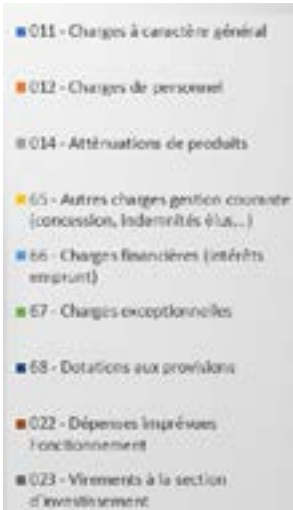 011 - Charges à caractère général
012 - Charges de personnel
014 - Atténuations de produits
65 - Autres charges gestion courante
(concession, indemnités élus...)
66 - Charges financières (intérêts
emprunt)
67 - Charges exceptionnelles
68 - Dotations aux provisions
022 - Dépenses imprévues
Fonctionnement
023 - Virements à la section
d'investissement